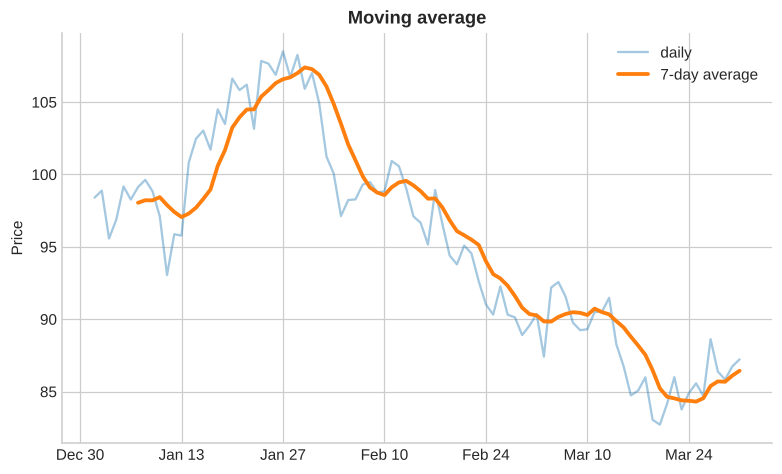 Moving average
daily
7-day average
Price
105
100
95
90
85
Dec 30 Jan 13 Jan 27 Feb 10 Feb 24 Mar 10 Mar 24